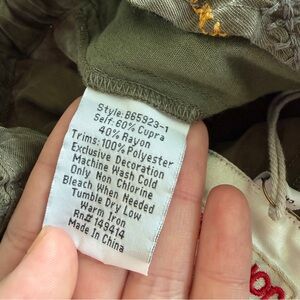 Style: B65923-1
Self: 60% Cupra
40% Rayon
Trims: 100% Polyester
Exclusive Decoration
Machine Wash Cold
Only Non Chlorine
Bleach When Needed
Tumble Dry Low
Warm Iron
Rn# 149414
Made In China